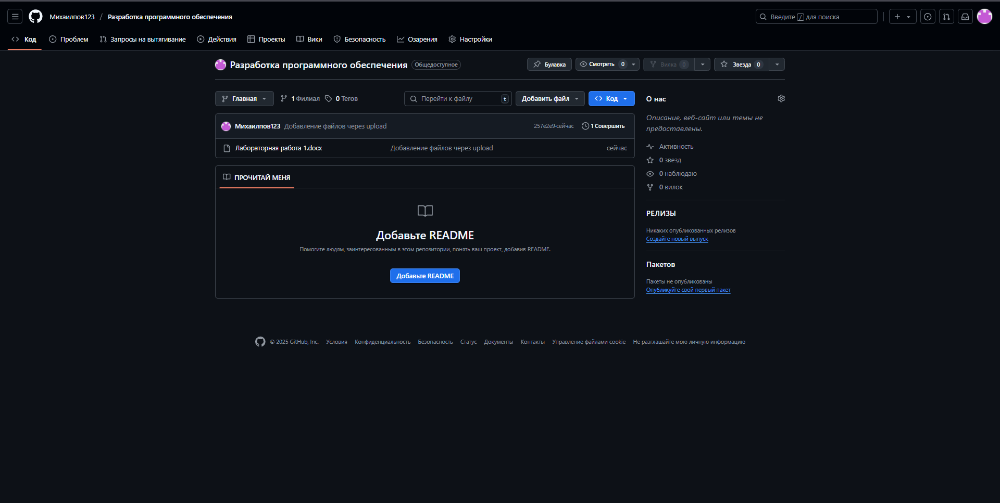 Михаилпов123 / Разработка программного обеспечения
Введите / для поиска
Код Проблем Запросы на вытягивание Действия Проекты Вики Безопасность Озарения Настройки
Разработка программного обеспечения Общедоступное
Булавка Смотреть 0 Вилка 0 Звезда 0
Главная 1 Филиал 0 Тегов Перейти к файлу t Добавить файл Код
Михаилпов123 Добавление файлов через upload 257e2e9·сейчас 1 Совершить
Лабораторная работа 1.docx Добавление файлов через upload сейчас
ПРОЧИТАЙ МЕНЯ
Добавьте README
Помогите людям, заинтересованным в этом репозитории, понять ваш проект, добавив README.
Добавьте README
О нас
Описание, веб-сайт или темы не
предоставлены.
Активность
0 звезд
0 наблюдаю
0 вилок
РЕЛИЗЫ
Никаких опубликованных релизов
Создайте новый выпуск
Пакетов
Пакеты не опубликованы
Опубликуйте свой первый пакет
© 2025 GitHub, Inc. Условия Конфиденциальность Безопасность Статус Документы Контакты Управление файлами cookie Не разглашайте мою личную информацию